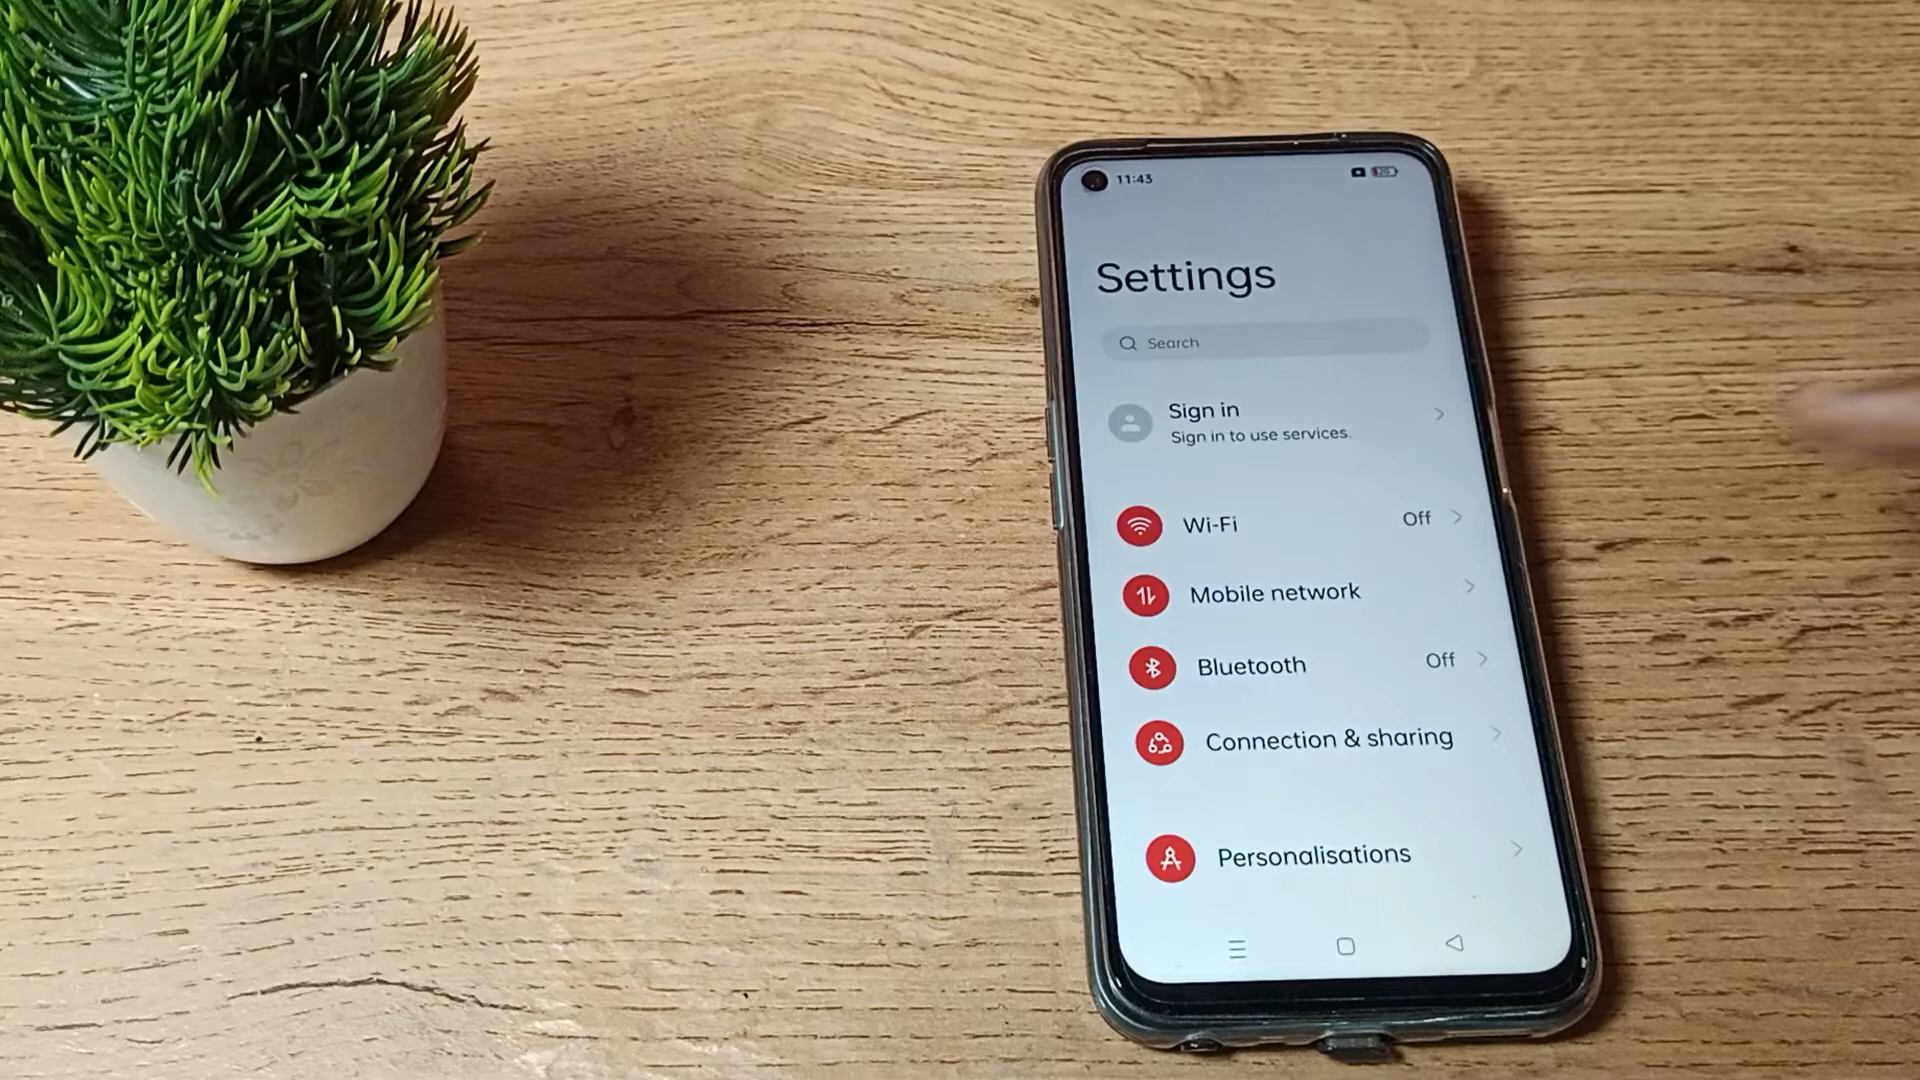 11:43
20
Settings
Search
Sign in
Sign in to use services.
Wi-Fi Off
Mobile network
Bluetooth Off
Connection & sharing
Personalisations